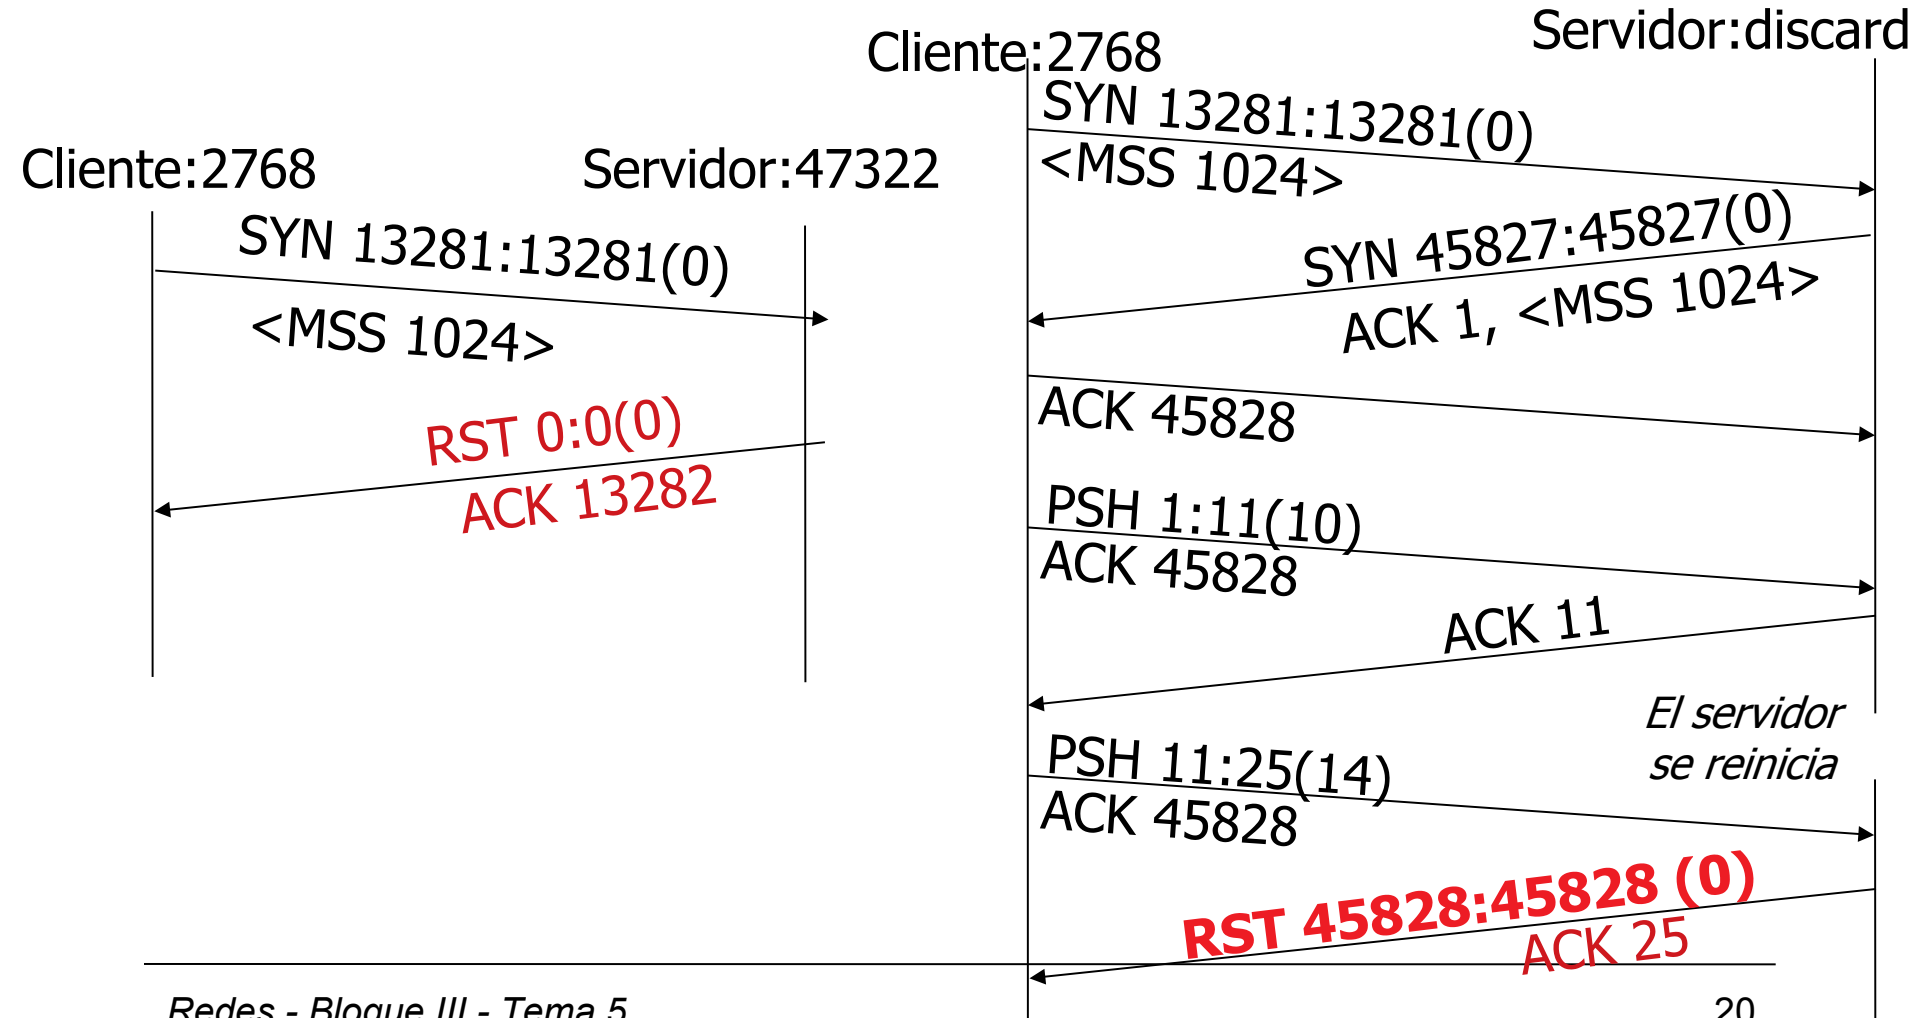 Cliente:2768
Servidor:47322
SYN 13281:13281(0)
<MSS 1024>
RST 0:0(0)
ACK 13282
Cliente:2768
Servidor:discard
SYN 13281:13281(0)
<MSS 1024>
SYN 45827:45827(0)
ACK 1, <MSS 1024>
ACK 45828
PSH 1:11(10)
ACK 45828
ACK 11
El servidor
se reinicia
PSH 11:25(14)
ACK 45828
RST 45828:45828 (0)
ACK 25
Redes - Bloque III - Tema 5
20